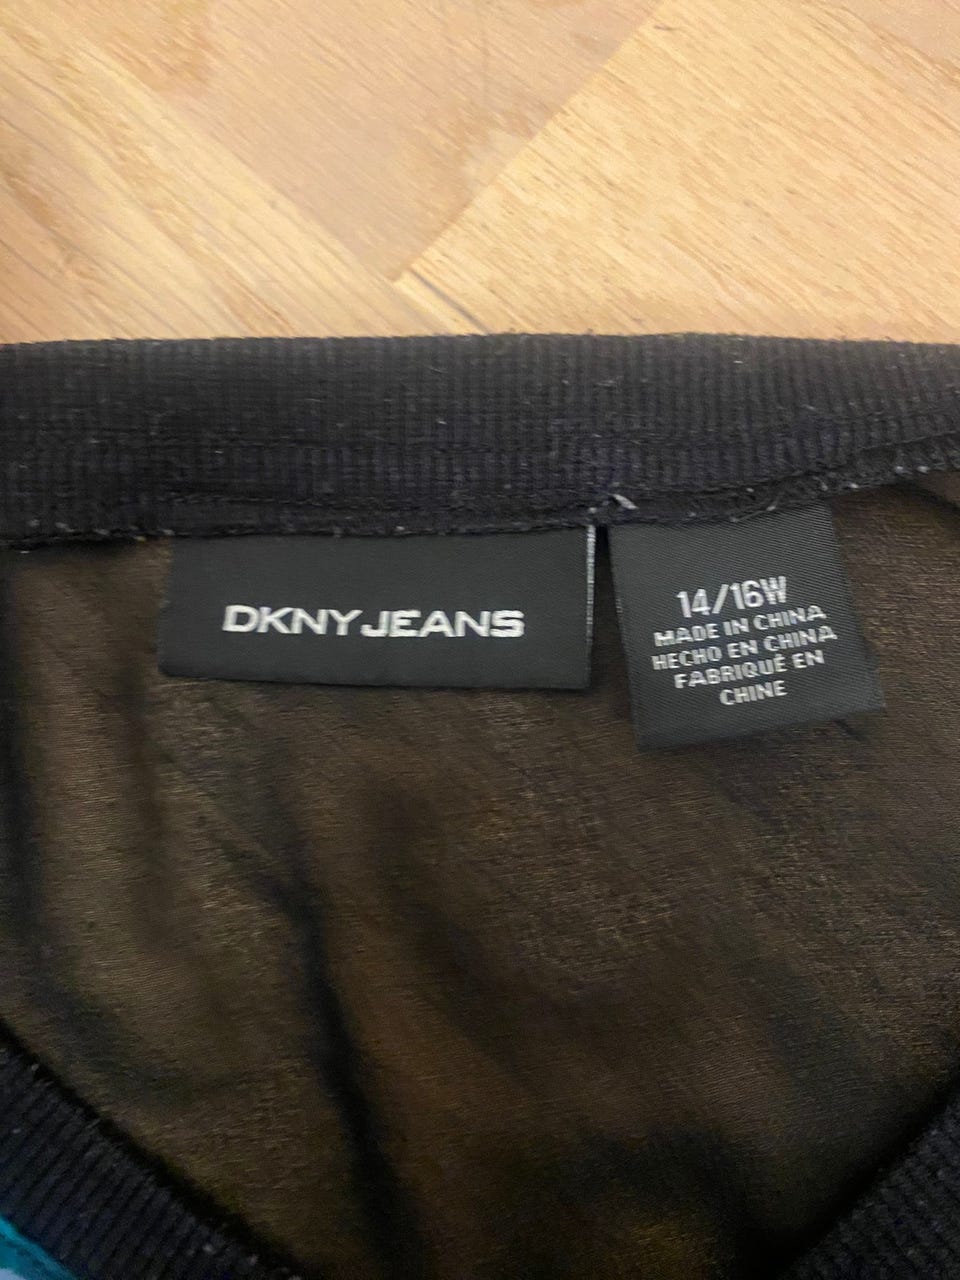 DKNY JEANS
14/16W
MADE IN CHINA
HECHO EN CHINA
FABRIQUÉ EN
CHINE